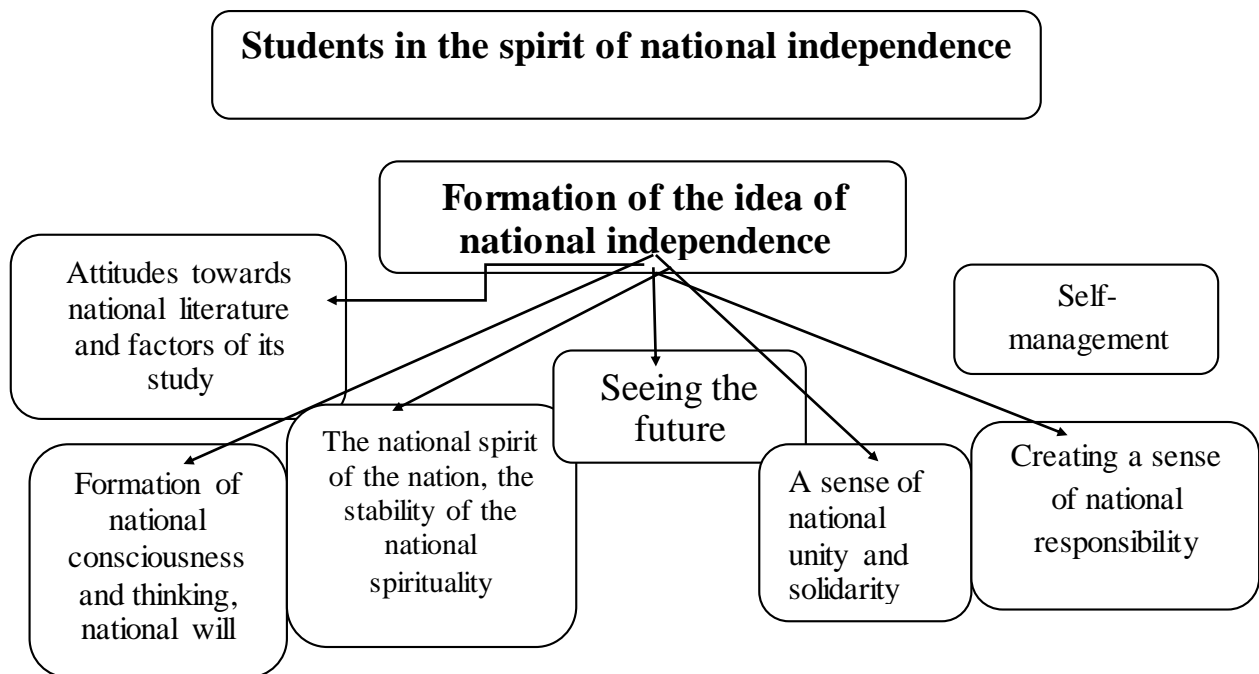 Students in the spirit of national independence
Formation of the idea of
national independence
Attitudes towards
national literature
and factors of its
study
Self-
management
Seeing the
future
The national spirit
of the nation, the
stability of the
national
spirituality
Formation of
national
consciousness
and thinking,
national will
A sense of
national
unity and
solidarity
Creating a sense
of national
responsibility